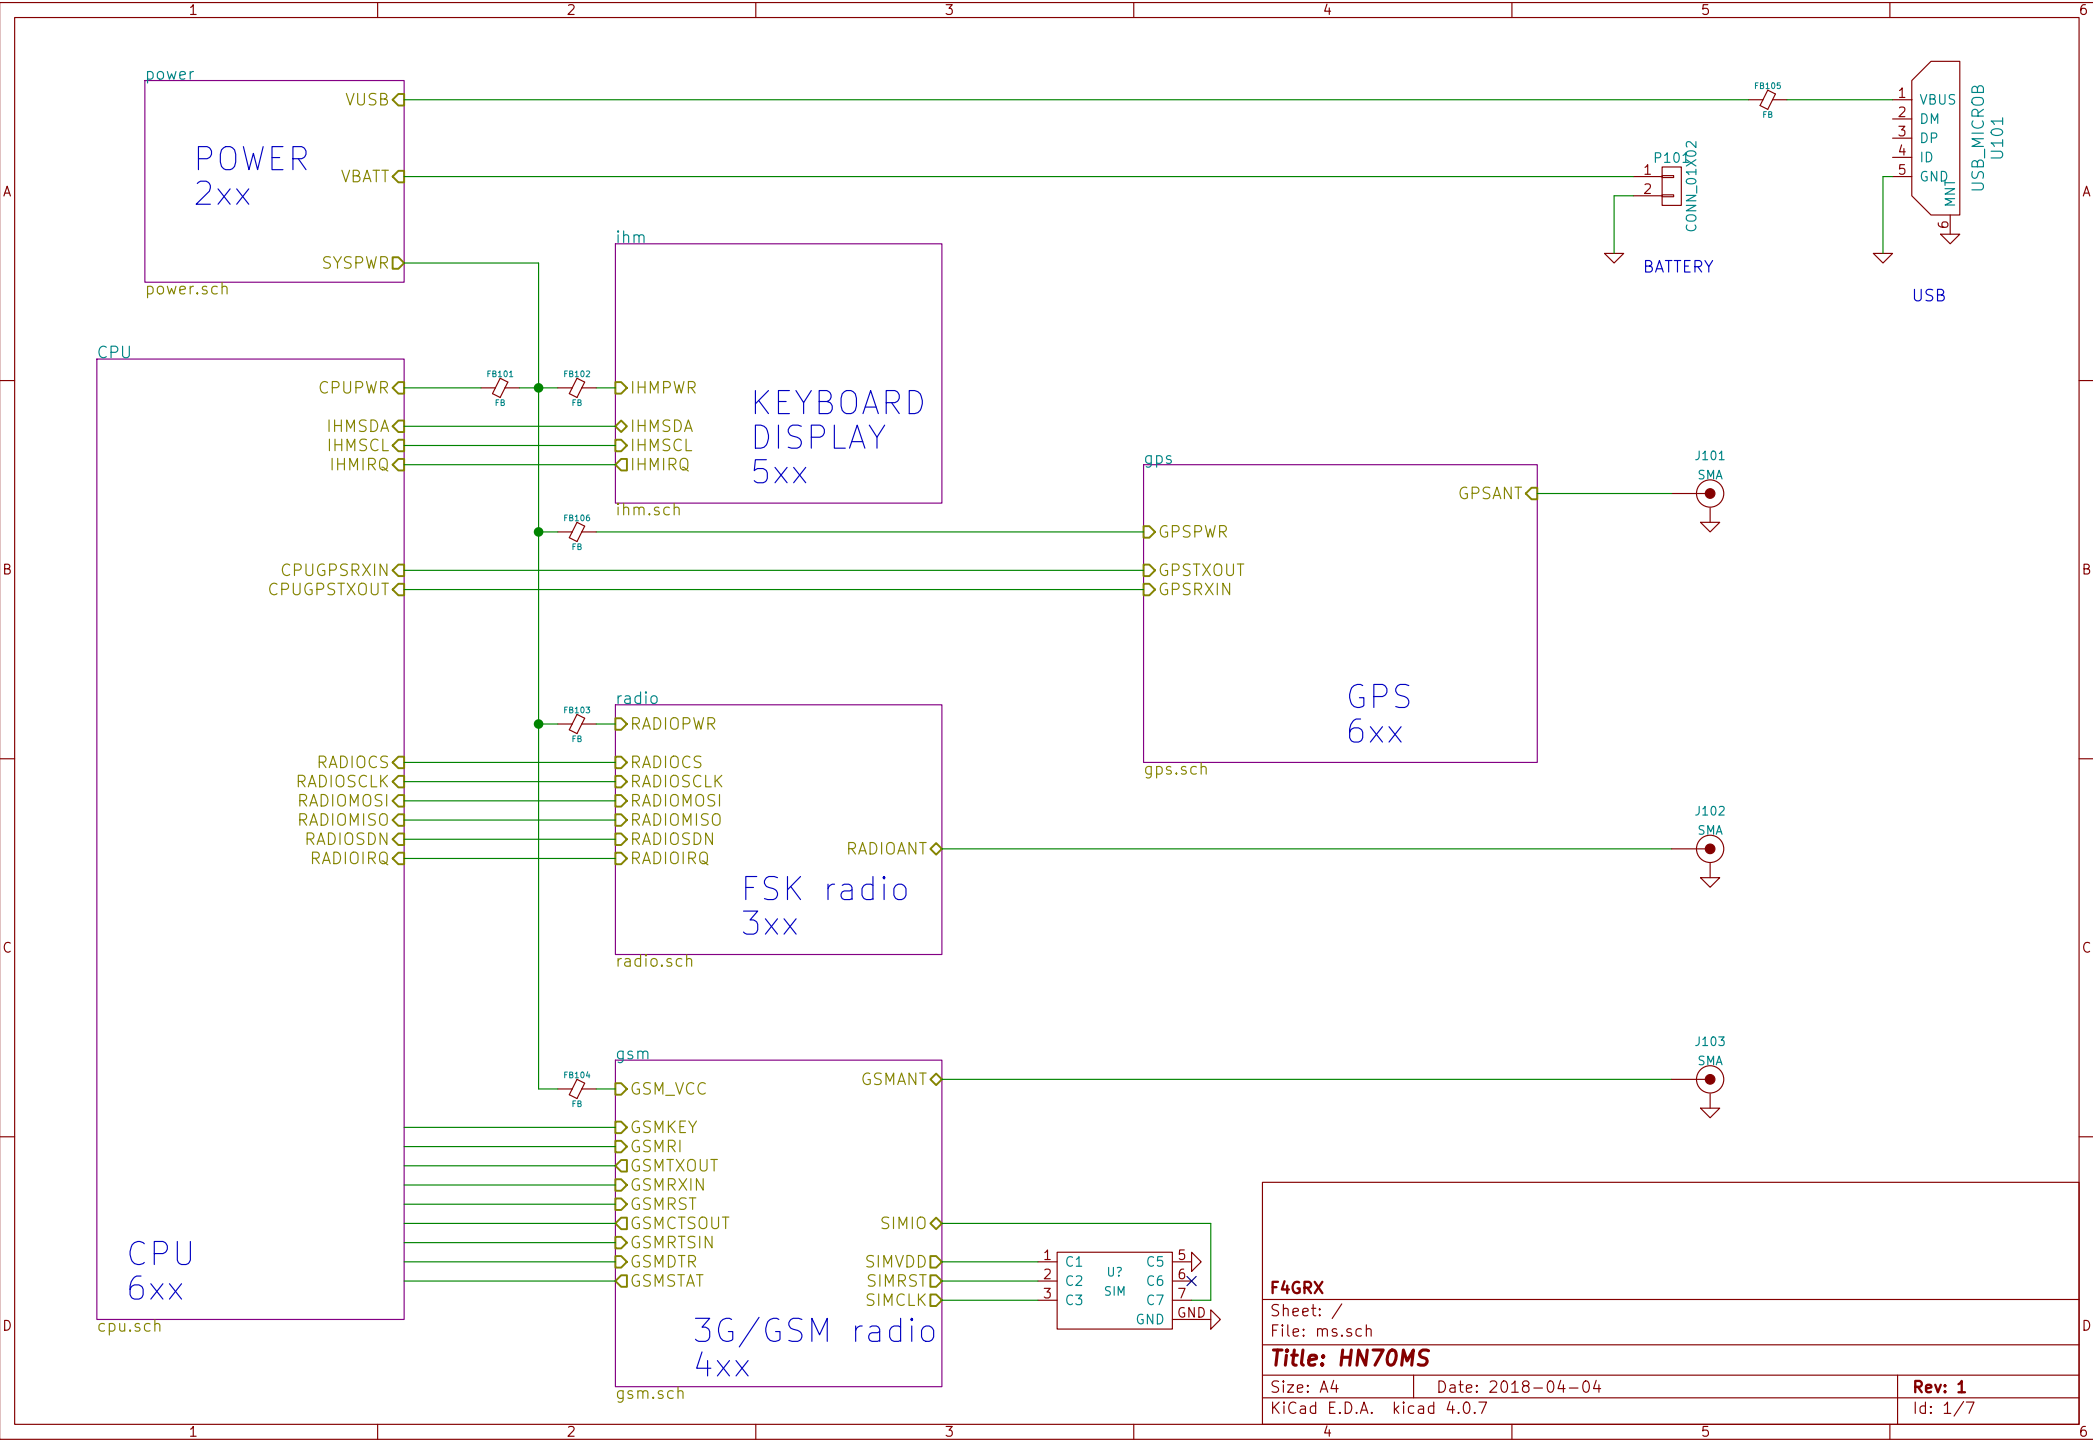 1 2 3 4 5 6
A
B
C
D
power
VUSB
VBATT
SYSPWR
POWER
2xx
power.sch
FB105
FB
1 VBUS
2 DM
3 DP
4 ID
5 GND
MNT
6
USB_MICROB
U101
USB
P101
CONN_01X02
1
2
BATTERY
CPU
CPUPWR
IHMSDA
IHMSCL
IHMIRQ
CPUGPSRXIN
CPUGPSTXOUT
RADIOCS
RADIOSCLK
RADIOMOSI
RADIOMISO
RADIOSDN
RADIOIRQ
CPU
6xx
cpu.sch
FB101
FB
FB102
FB
FB106
FB
FB103
FB
FB104
FB
ihm
IHMPWR
IHMSDA
IHMSCL
IHMIRQ
KEYBOARD
DISPLAY
5xx
ihm.sch
gps
GPSANT
GPSPWR
GPSTXOUT
GPSRXIN
GPS
6xx
gps.sch
J101
SMA
radio
RADIOPWR
RADIOCS
RADIOSCLK
RADIOMOSI
RADIOMISO
RADIOSDN
RADIOIRQ
RADIOANT
FSK radio
3xx
radio.sch
J102
SMA
gsm
GSM_VCC
GSMKEY
GSMRI
GSMTXOUT
GSMRXIN
GSMRST
GSMCTSOUT
GSMRTSIN
GSMDTR
GSMSTAT
GSMANT
SIMIO
SIMVDD
SIMRST
SIMCLK
3G/GSM radio
4xx
gsm.sch
J103
SMA
1 C1
2 C2
3 C3
U?
SIM
C5 5
C6 6
C7 7
GND GND
F4GRX
Sheet: /
File: ms.sch
Title: HN70MS
Size: A4 Date: 2018-04-04 Rev: 1
KiCad E.D.A. kicad 4.0.7 Id: 1/7
A
B
C
D
1 2 3 4 5 6